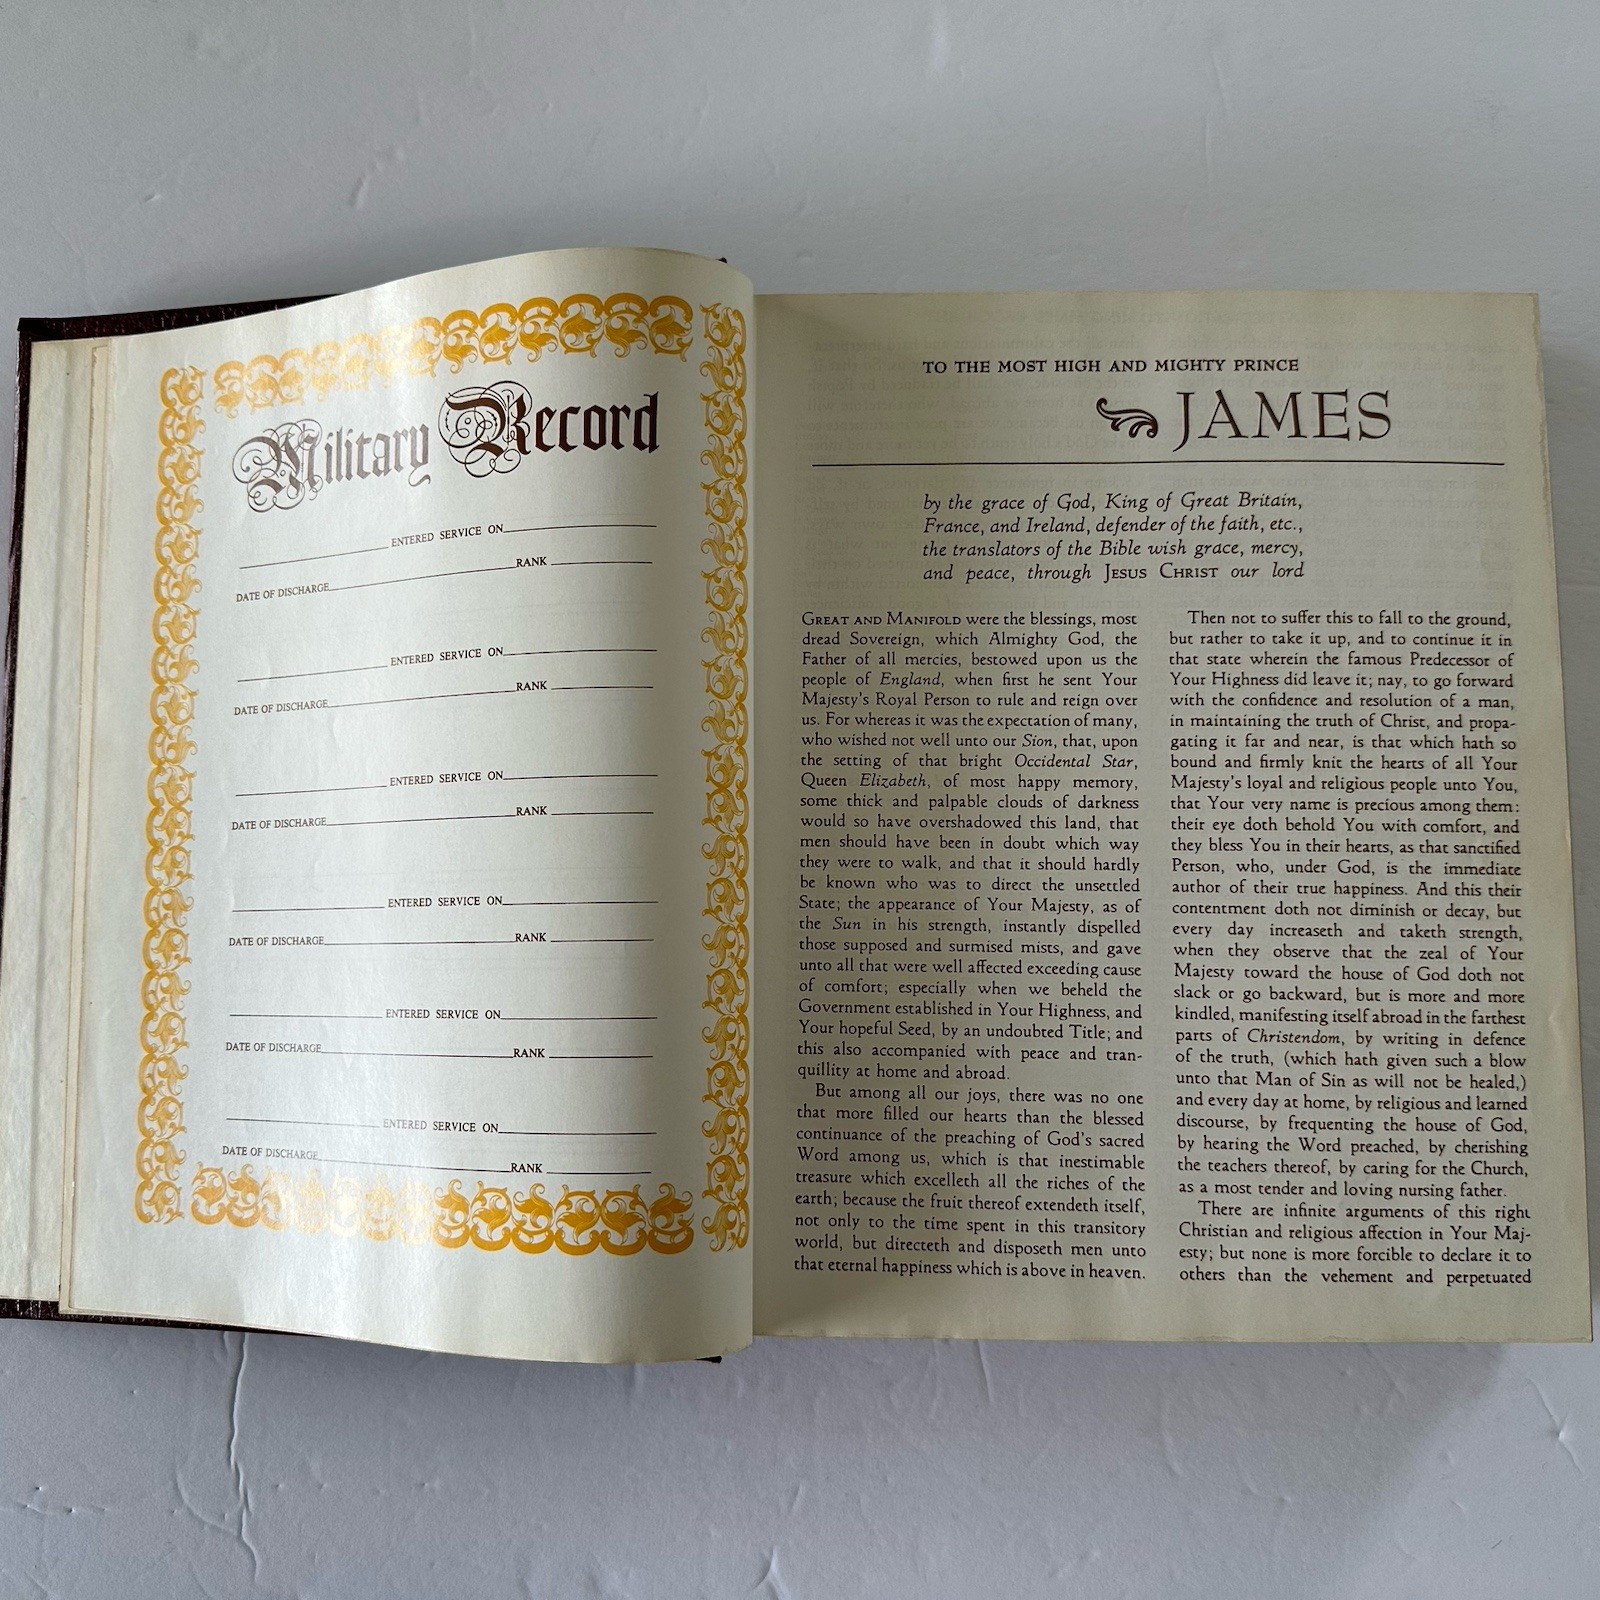 Military Record
ENTERED SERVICE ON
DATE OF DISCHARGE RANK
ENTERED SERVICE ON
DATE OF DISCHARGE RANK
ENTERED SERVICE ON
DATE OF DISCHARGE RANK
ENTERED SERVICE ON
DATE OF DISCHARGE RANK
ENTERED SERVICE ON
DATE OF DISCHARGE RANK
ENTERED SERVICE ON
DATE OF DISCHARGE RANK
TO THE MOST HIGH AND MIGHTY PRINCE
JAMES
by the grace of God, King of Great Britain,
France, and Ireland, defender of the faith, etc.,
the translators of the Bible wish grace, mercy,
and peace, through JESUS CHRIST our lord
GREAT AND MANIFOLD were the blessings, most
dread Sovereign, which Almighty God, the
Father of all mercies, bestowed upon us the
people of England, when first he sent Your
Majesty's Royal Person to rule and reign over
us. For whereas it was the expectation of many,
who wished not well unto our Sion, that, upon
the setting of that bright Occidental Star,
Queen Elizabeth, of most happy memory,
some thick and palpable clouds of darkness
would so have overshadowed this land, that
men should have been in doubt which way
they were to walk, and that it should hardly
be known who was to direct the unsettled
State; the appearance of Your Majesty, as of
the Sun in his strength, instantly dispelled
those supposed and surmised mists, and gave
unto all that were well affected exceeding cause
of comfort; especially when we beheld the
Government established in Your Highness, and
Your hopeful Seed, by an undoubted Title; and
this also accompanied with peace and tran-
quillity at home and abroad.
But among all our joys, there was no one
that more filled our hearts than the blessed
continuance of the preaching of God's sacred
Word among us, which is that inestimable
treasure which excelleth all the riches of the
earth; because the fruit thereof extendeth itself,
not only to the time spent in this transitory
world, but directeth and disposeth men unto
that eternal happiness which is above in heaven.
Then not to suffer this to fall to the ground,
but rather to take it up, and to continue it in
that state wherein the famous Predecessor of
Your Highness did leave it; nay, to go forward
with the confidence and resolution of a man,
in maintaining the truth of Christ, and propa-
gating it far and near, is that which hath so
bound and firmly knit the hearts of all Your
Majesty's loyal and religious people unto You,
that Your very name is precious among them:
their eye doth behold You with comfort, and
they bless You in their hearts, as that sanctified
Person, who, under God, is the immediate
author of their true happiness. And this their
contentment doth not diminish or decay, but
every day increaseth and taketh strength,
when they observe that the zeal of Your
Majesty toward the house of God doth not
slack or go backward, but is more and more
kindled, manifesting itself abroad in the farthest
parts of Christendom, by writing in defence
of the truth, (which hath given such a blow
unto that Man of Sin as will not be healed,)
and every day at home, by religious and learned
discourse, by frequenting the house of God,
by hearing the Word preached, by cherishing
the teachers thereof, by caring for the Church,
as a most tender and loving nursing father.
There are infinite arguments of this right
Christian and religious affection in Your Maj-
esty; but none is more forcible to declare it to
others than the vehement and perpetuated